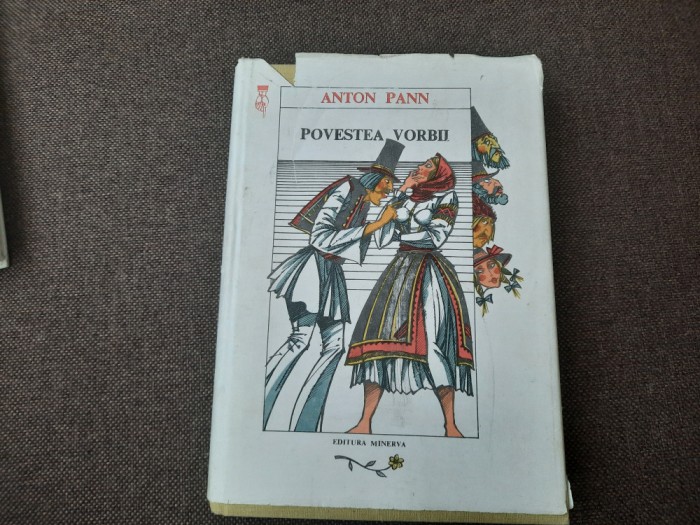 ANTON PANN
POVESTEA VORBII
EDITURA MINERVA